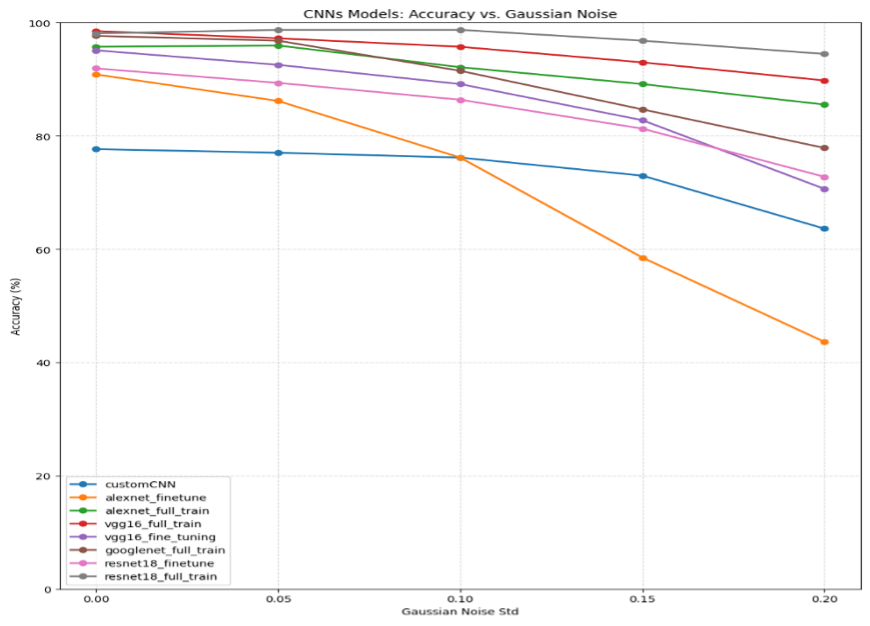 CNNs Models: Accuracy vs. Gaussian Noise
Accuracy (%)
100
80
60
40
20
0
customCNN
alexnet_finetune
alexnet_full_train
vgg16_full_train
vgg16_fine_tuning
googlenet_full_train
resnet18_finetune
resnet18_full_train
0.00 0.05 0.10 0.15 0.20
Gaussian Noise Std